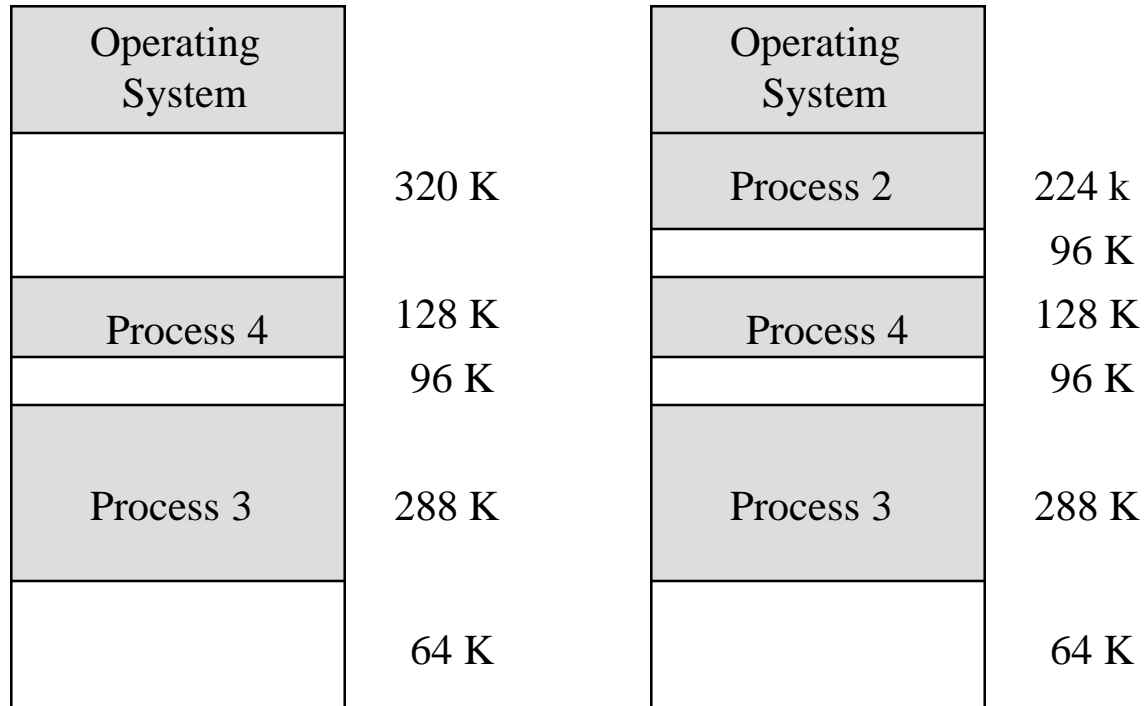 Operating
System
320 K
Process 4
128 K
96 K
Process 3
288 K
64 K
Operating
System
Process 2
224 k
96 K
Process 4
128 K
96 K
Process 3
288 K
64 K